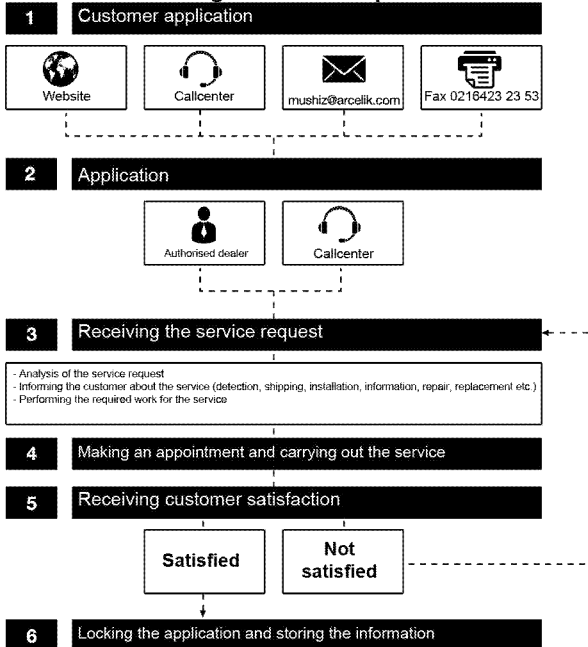 1 Customer application
Website
Callcenter
mushiz@arcelik.com
Fax 0216423 23 53
2 Application
Authorised dealer
Callcenter
3 Receiving the service request
- Analysis of the service request
- Informing the customer about the service (detection, shipping, installation, information, repair, replacement etc.)
- Performing the required work for the service
4 Making an appointment and carrying out the service
5 Receiving customer satisfaction
Satisfied
Not
satisfied
6 Locking the application and storing the information